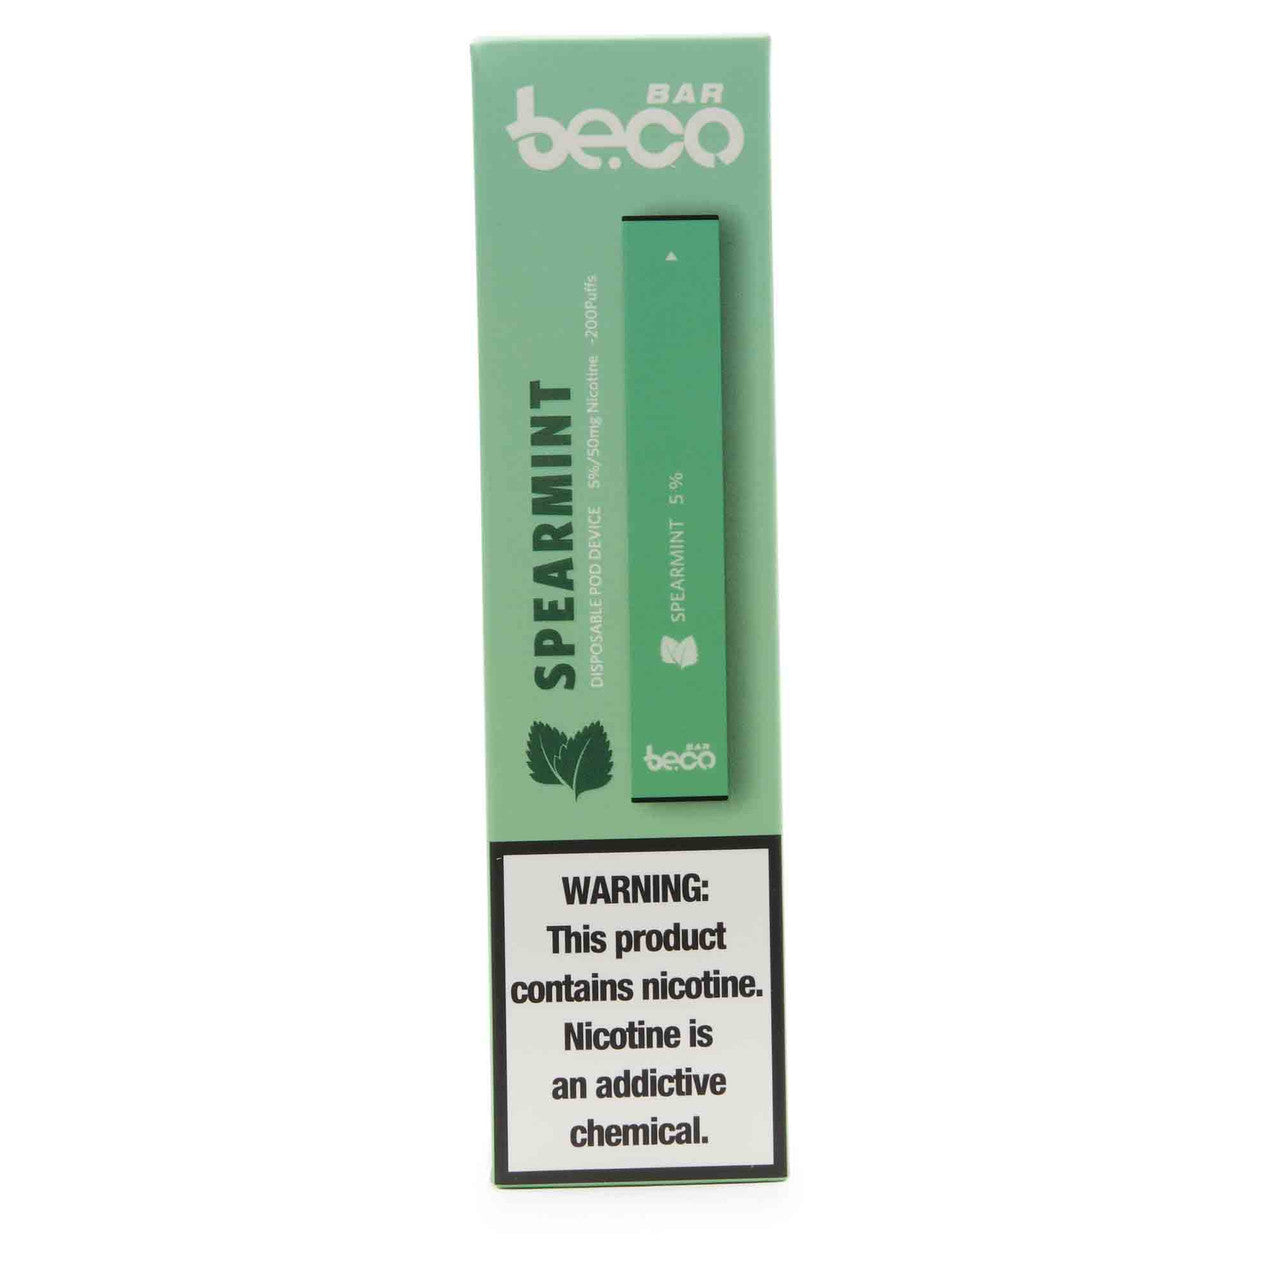 BAR
be.co
SPEARMINT
DISPOSABLE POD DEVICE 5%/50mg Nicotine -200Puffs
SPEARMINT 5%
BAR
be.co
WARNING:
This product
contains nicotine.
Nicotine is
an addictive
chemical.